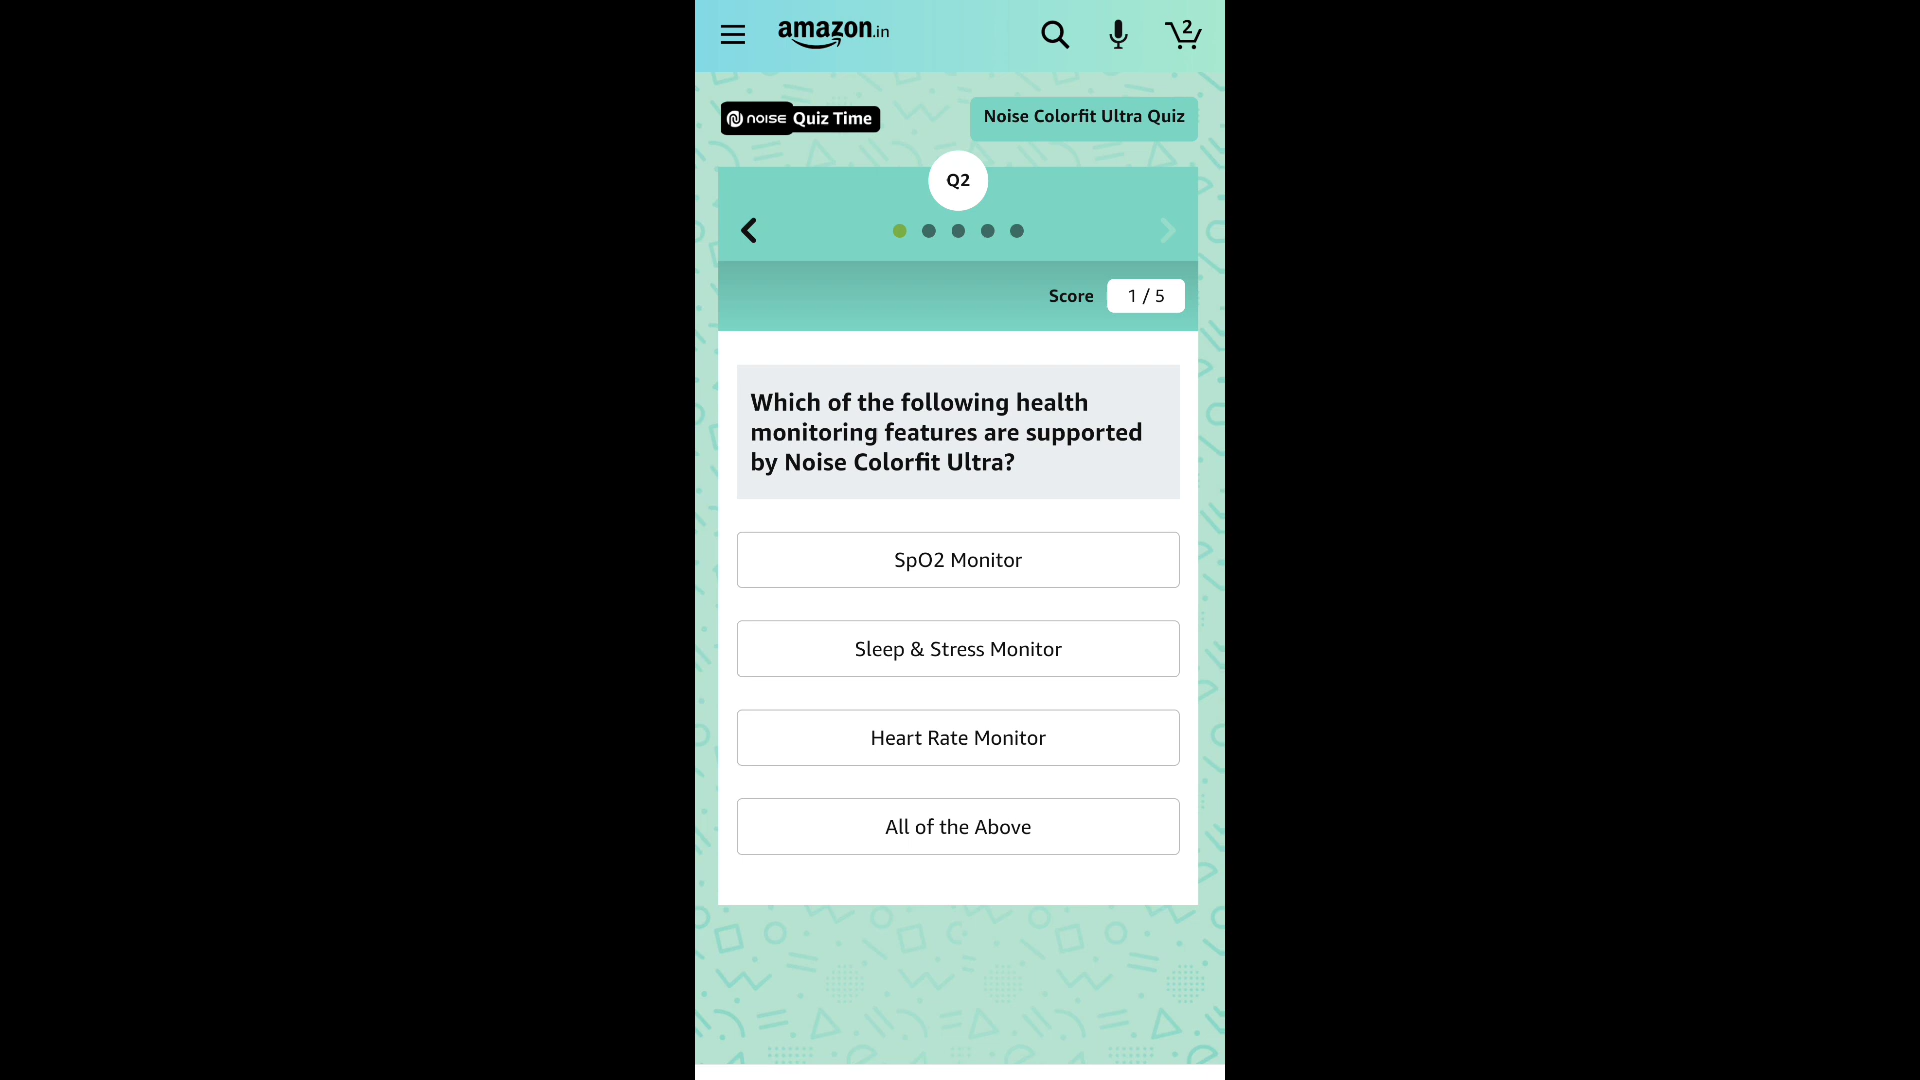 amazon.in
2
NOISE Quiz Time
Noise Colorfit Ultra Quiz
Q2
Score 1 / 5
Which of the following health
monitoring features are supported
by Noise Colorfit Ultra?
SpO2 Monitor
Sleep & Stress Monitor
Heart Rate Monitor
All of the Above